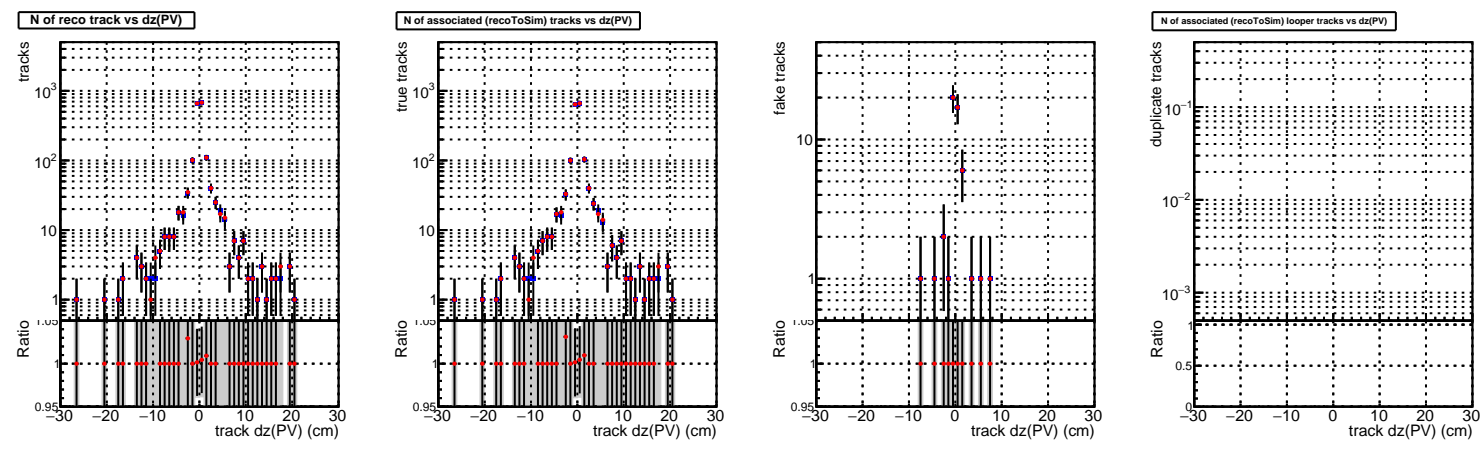 N of reco track vs dz(PV)
tracks
10³
10²
10
1
Ratio
1.05
1
0.95
−30 −20 −10 0 10 20 30
track dz(PV) (cm)
N of associated (recoToSim) tracks vs dz(PV)
true tracks
10³
10²
10
1
Ratio
1.05
1
0.95
−30 −20 −10 0 10 20 30
track dz(PV) (cm)
fake tracks
10
1
Ratio
1.05
1
0.95
−30 −20 −10 0 10 20 30
track dz(PV) (cm)
N of associated (recoToSim) looper tracks vs dz(PV)
duplicate tracks
10⁻¹
10⁻²
10⁻³
Ratio
1
0.5
0
−30 −20 −10 0 10 20 30
track dz(PV) (cm)